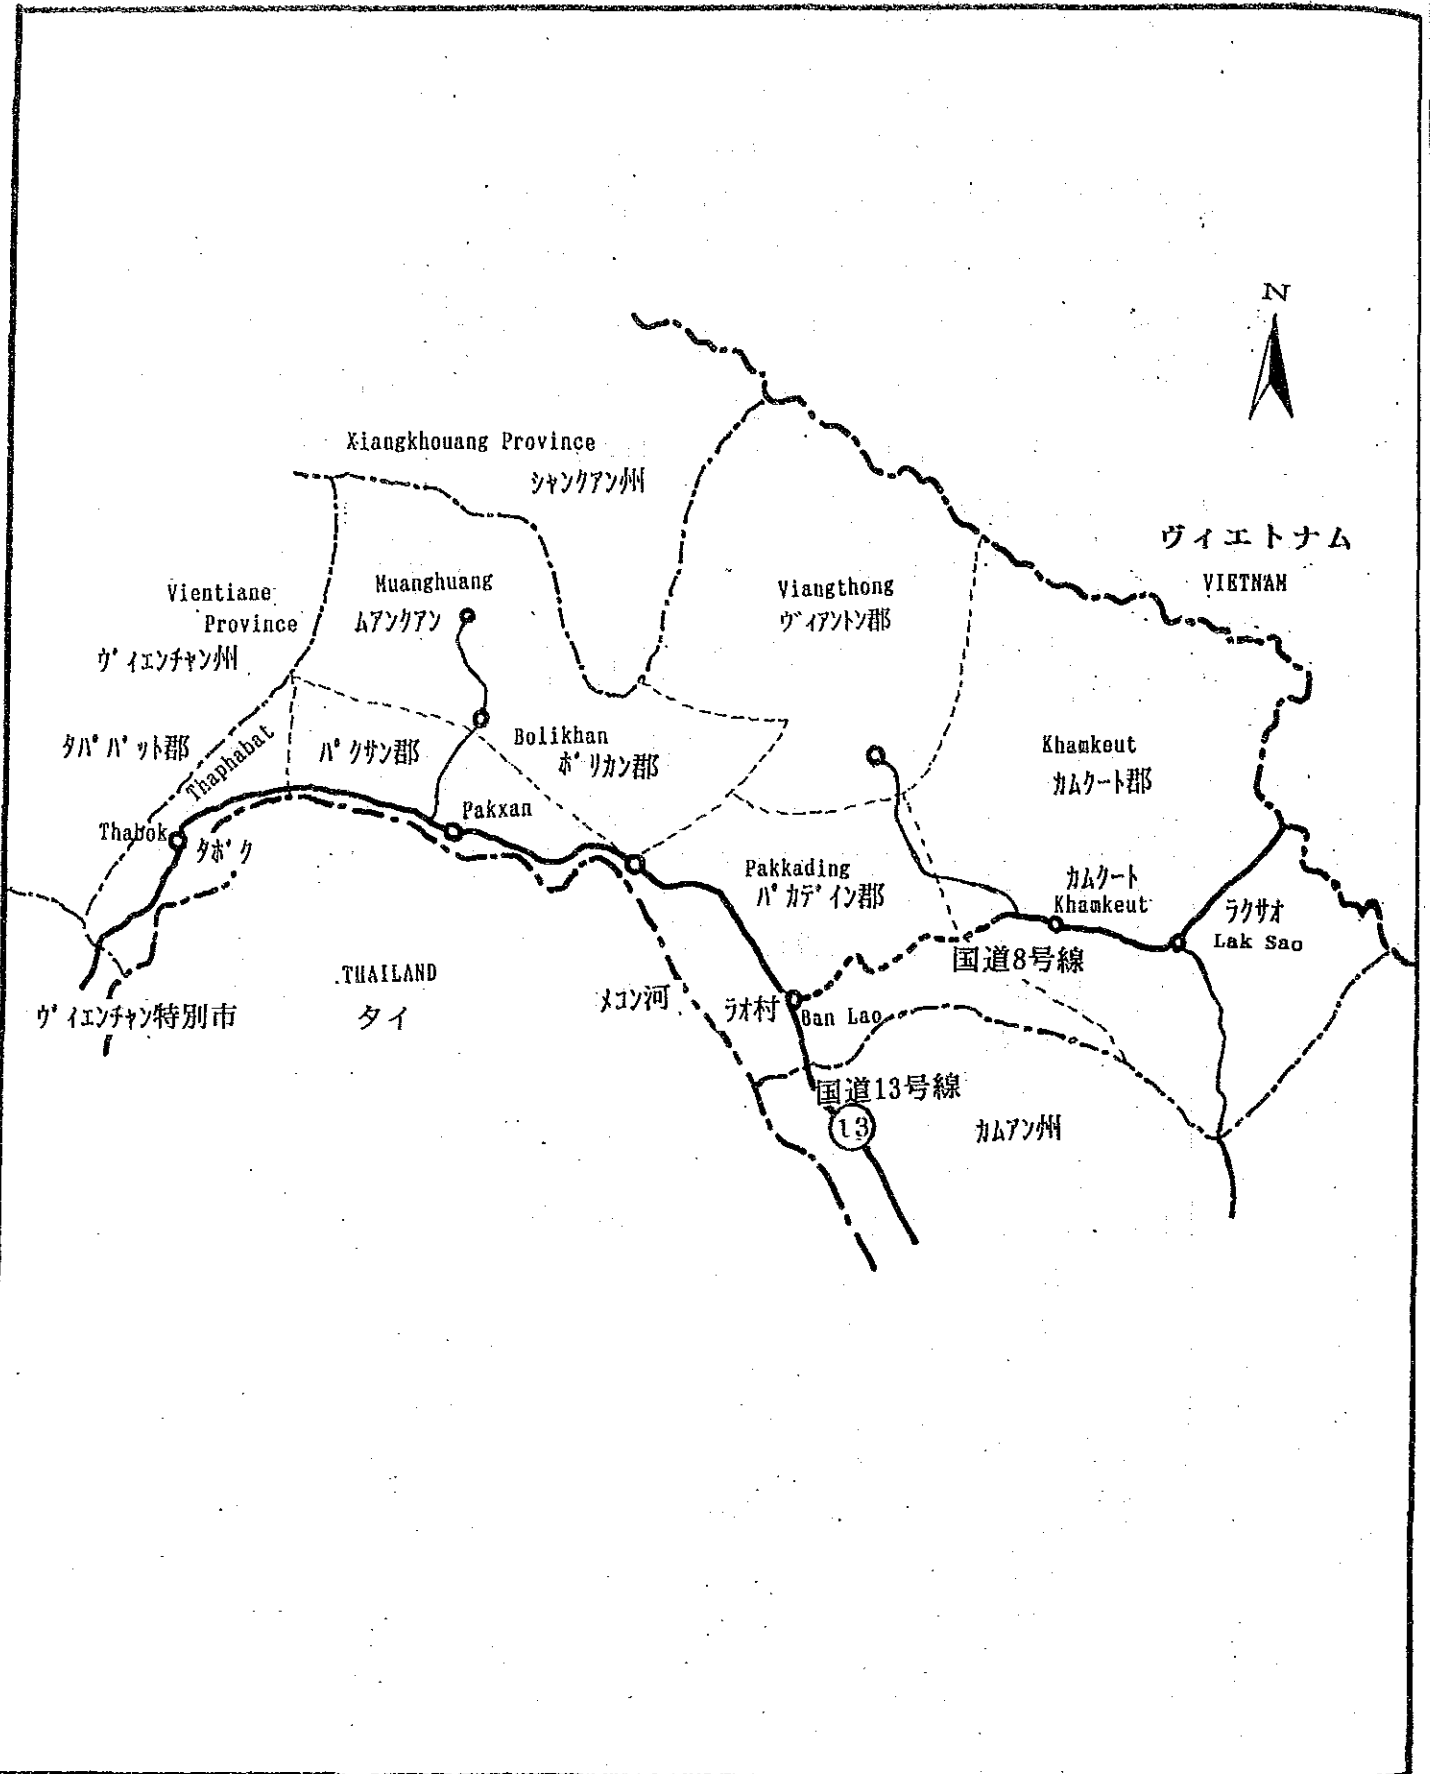 N
Xiangkhouang Province
シャンクアン州
ヴィエトナム
VIETNAM
Vientiane
Province
ヴィエンチャン州
Muanghuang
ムアンクアン
Viangthong
ヴィアントン郡
タパバット郡
Thaphabat
パクサン郡
Bolikhan
ボリカン郡
Khamkeut
カムクート郡
Thabok
タボク
Pakxan
Pakkading
パカディン郡
カムクート
Khamkeut
ラクサオ
Lak Sao
国道8号線
THAILAND
タイ
メコン河
ラオ村
Ban Lao
ヴィエンチャン特別市
国道13号線
13
カムアン州